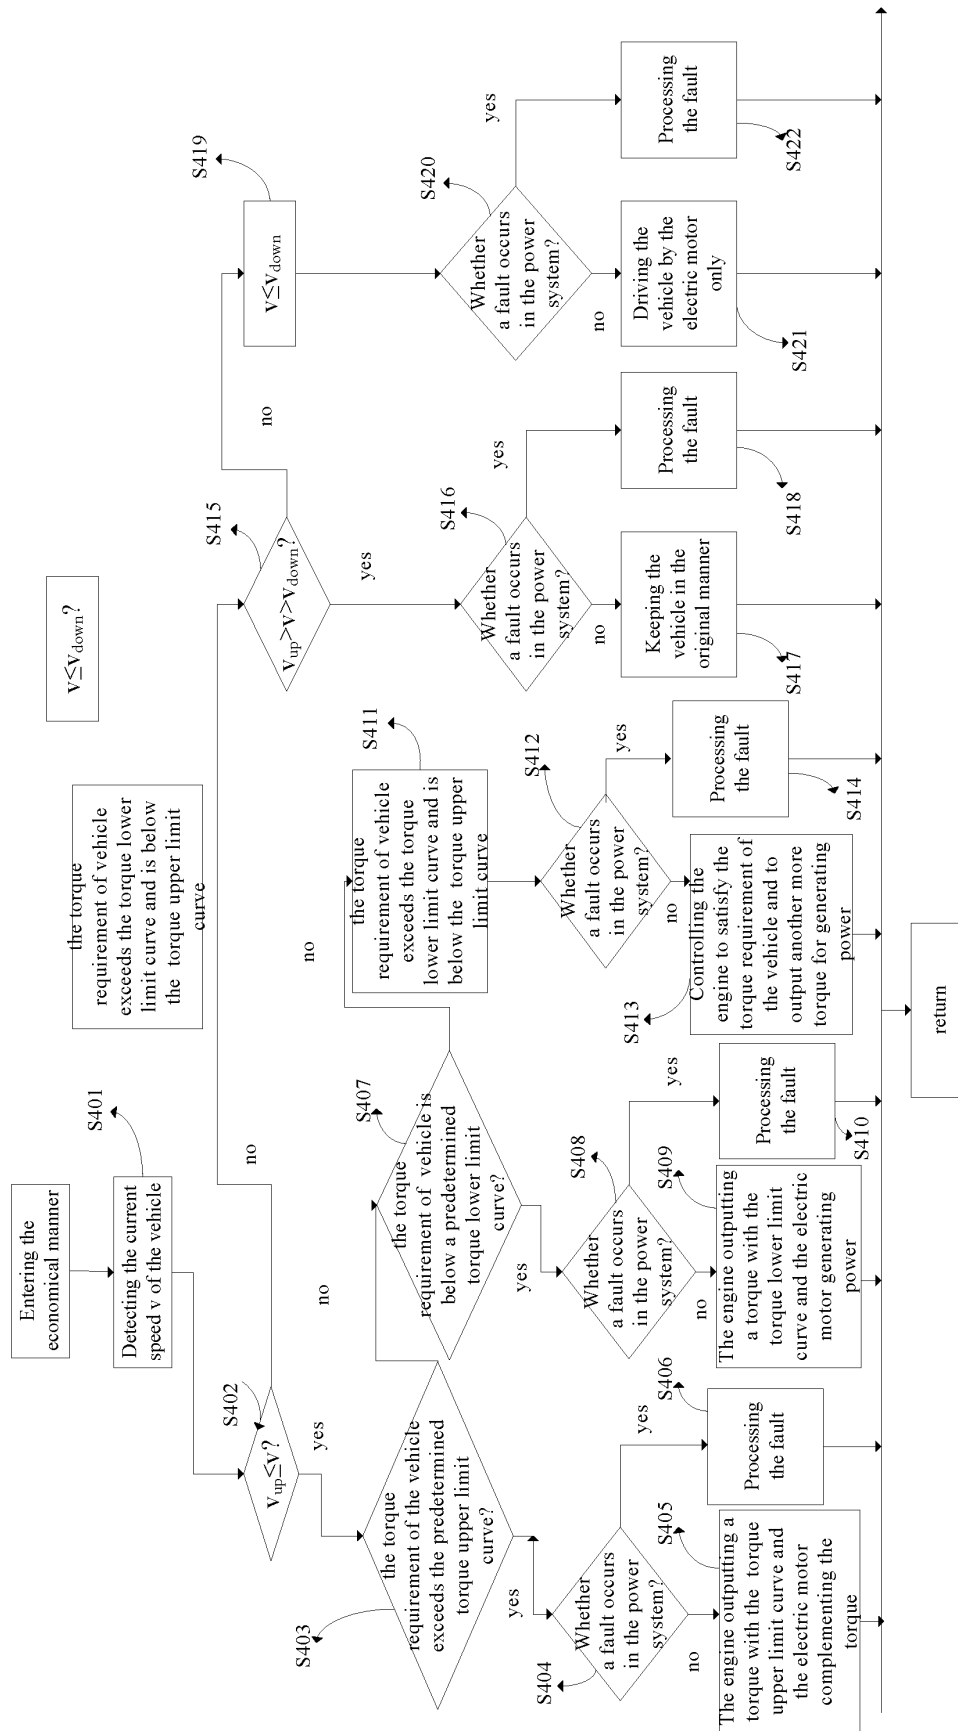 Entering the
economical manner
Detecting the current
speed v of the vehicle
S401
v≤vdown?
the torque
requirement of vehicle
exceeds the torque lower
limit curve and is below
the torque upper limit
curve
vup≤v?
S402
no
yes
the torque
requirement of the vehicle
exceeds the predetermined
torque upper limit
curve?
S403
no
yes
Whether
a fault occurs
in the power
system?
S404
no
yes
The engine outputting a
torque with the torque
upper limit curve and
the electric motor
complementing the
torque
S405
Processing
the fault
S406
the torque
requirement of vehicle is
below a predetermined
torque lower limit
curve?
S407
no
yes
Whether
a fault occurs
in the power
system?
S408
no
yes
The engine outputting
a torque with the
torque lower limit
curve and the electric
motor generating
power
S409
Processing
the fault
S410
the torque
requirement of vehicle
exceeds the torque
lower limit curve and is
below the torque upper
limit curve
S411
Whether
a fault occurs
in the power
system?
S412
no
yes
Controlling the
engine to satisfy the
torque requirement of
the vehicle and to
output another more
torque for generating
power
S413
Processing
the fault
S414
vup>v>vdown?
S415
no
yes
Whether
a fault occurs
in the power
system?
S416
no
yes
Keeping the
vehicle in the
original manner
S417
Processing
the fault
S418
v≤vdown
S419
Whether
a fault occurs
in the power
system?
S420
no
yes
Driving the
vehicle by the
electric motor
only
S421
Processing
the fault
S422
return